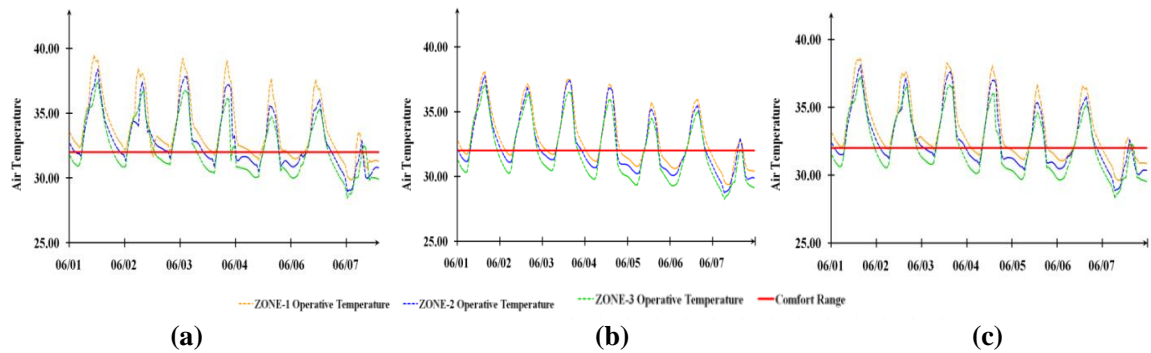 40.00
35.00
30.00
25.00
Air Temperature
06/01 06/02 06/03 06/04 06/06 06/07
40.00
35.00
30.00
25.00
Air Temperature
06/01 06/02 06/03 06/04 06/05 06/06 06/07
40.00
35.00
30.00
25.00
Air Temperature
06/01 06/02 06/03 06/04 06/05 06/06 06/07
ZONE-1 Operative Temperature ZONE-2 Operative Temperature ZONE-3 Operative Temperature Comfort Range
(a) (b) (c)